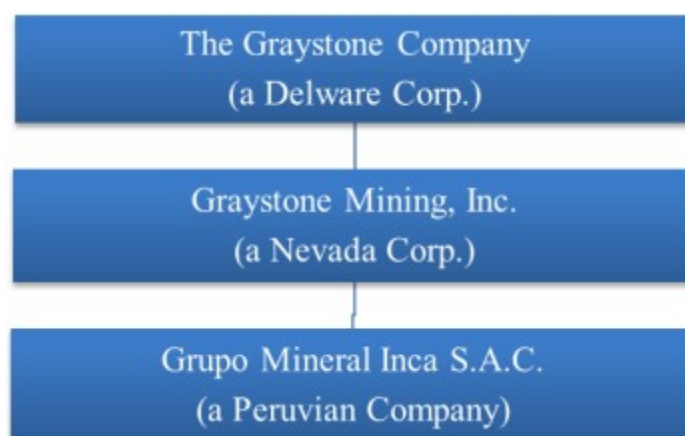 The Graystone Company
(a Delware Corp.)
Graystone Mining, Inc.
(a Nevada Corp.)
Grupo Mineral Inca S.A.C.
(a Peruvian Company)